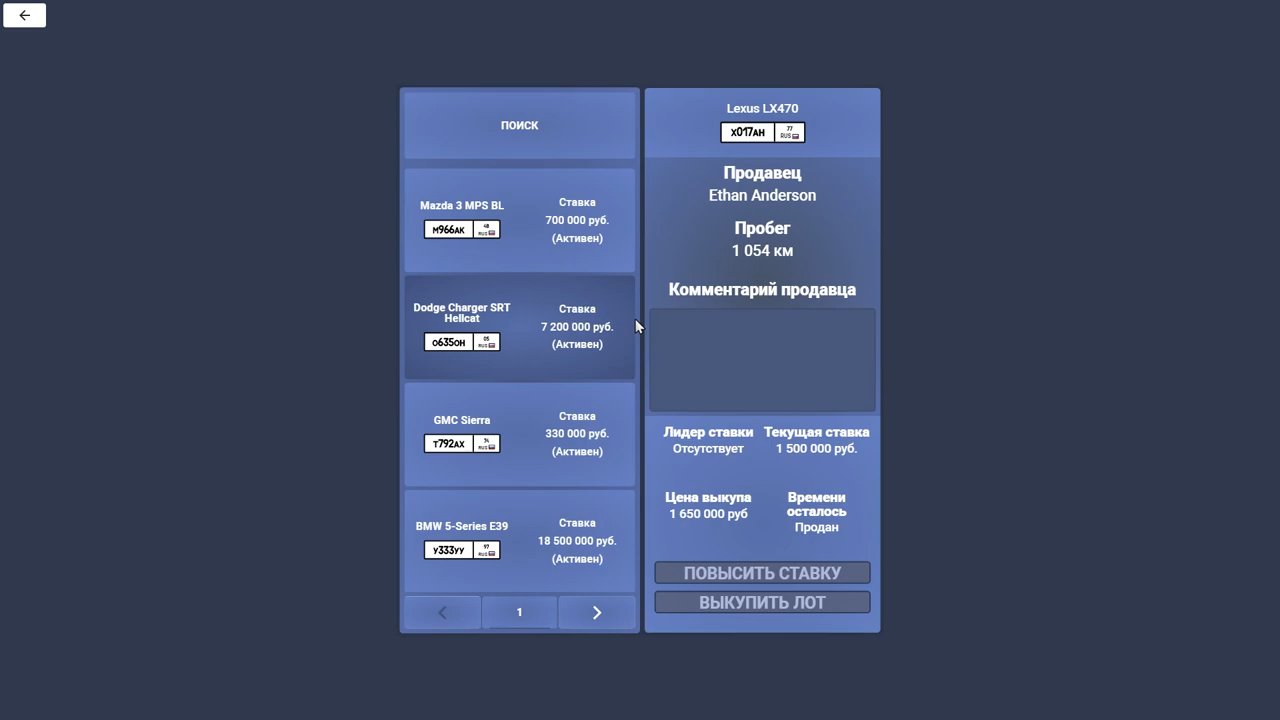 ПОИСК
Mazda 3 MPS BL
М966АК 48
RUS
Ставка
700 000 руб.
(Активен)
Dodge Charger SRT
Hellcat
О635ОН 05
RUS
Ставка
7 200 000 руб.
(Активен)
GMC Sierra
Т792АХ 74
RUS
Ставка
330 000 руб.
(Активен)
BMW 5-Series E39
У333УУ 97
RUS
Ставка
18 500 000 руб.
(Активен)
1
Lexus LX470
Х017АН 77
RUS
Продавец
Ethan Anderson
Пробег
1 054 км
Комментарий продавца
Лидер ставки
Отсутствует
Текущая ставка
1 500 000 руб.
Цена выкупа
1 650 000 руб
Времени
осталось
Продан
ПОВЫСИТЬ СТАВКУ
ВЫКУПИТЬ ЛОТ